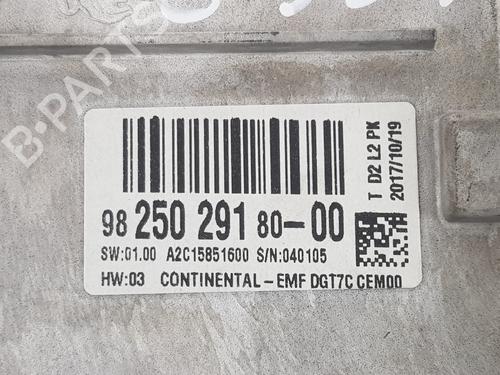 98 250 291 80-00
SW:01.00 A2C15851600 S/N:040105
HW:03 CONTINENTAL-EMF DGT7C CEM00
T D2 L2 PK
2017/10/19
B-PARTS